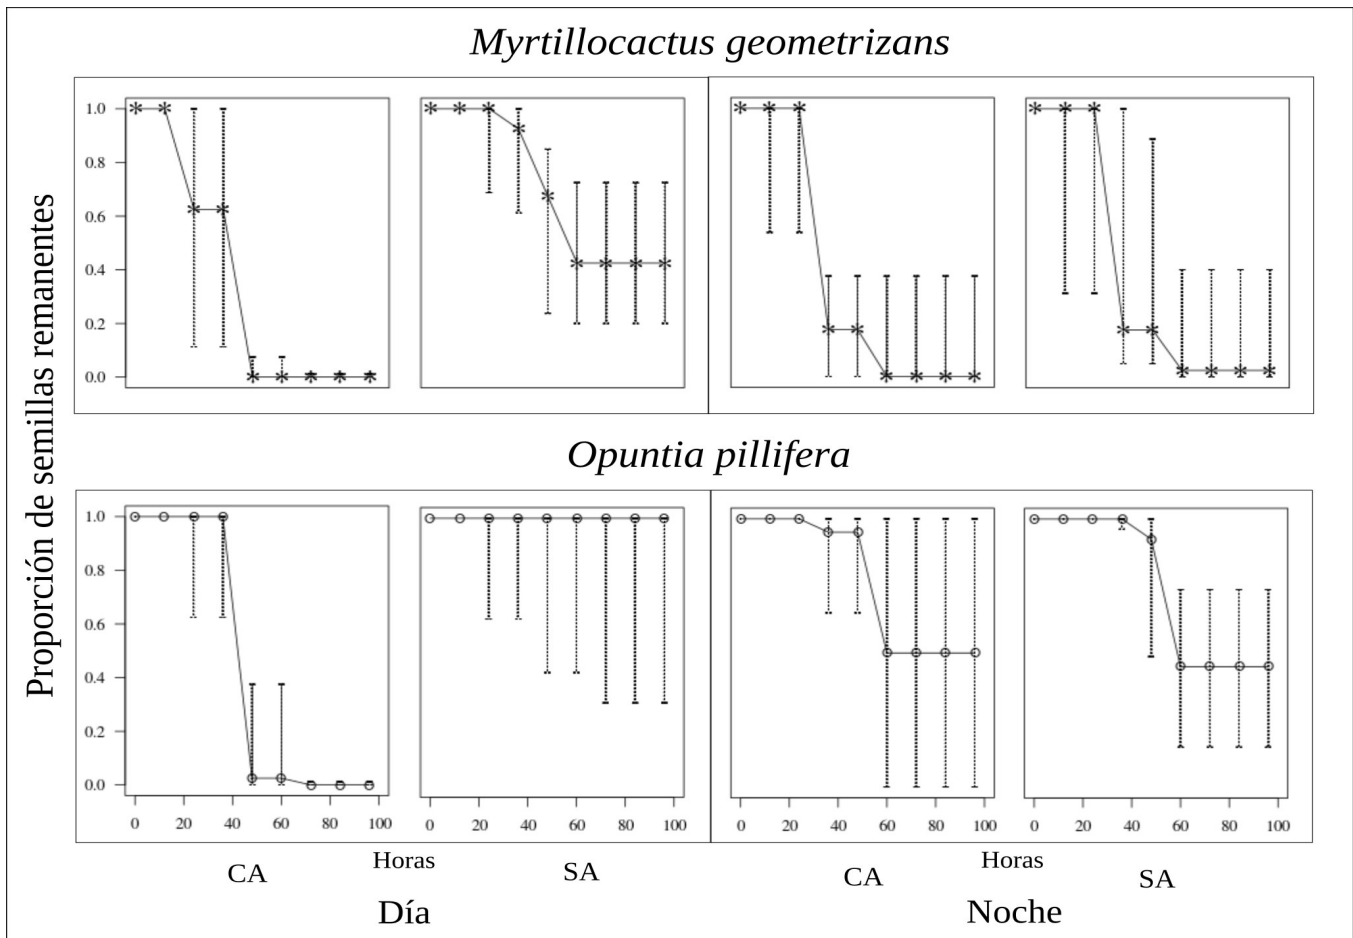 Myrtillocactus geometrizans
Proporción de semillas remanentes
1.0
0.8
0.6
0.4
0.2
0.0
Opuntia pillifera
1.0
0.8
0.6
0.4
0.2
0.0
0 20 40 60 80 100 0 20 40 60 80 100 0 20 40 60 80 100 0 20 40 60 80 100
CA Horas SA CA Horas SA
Día Noche